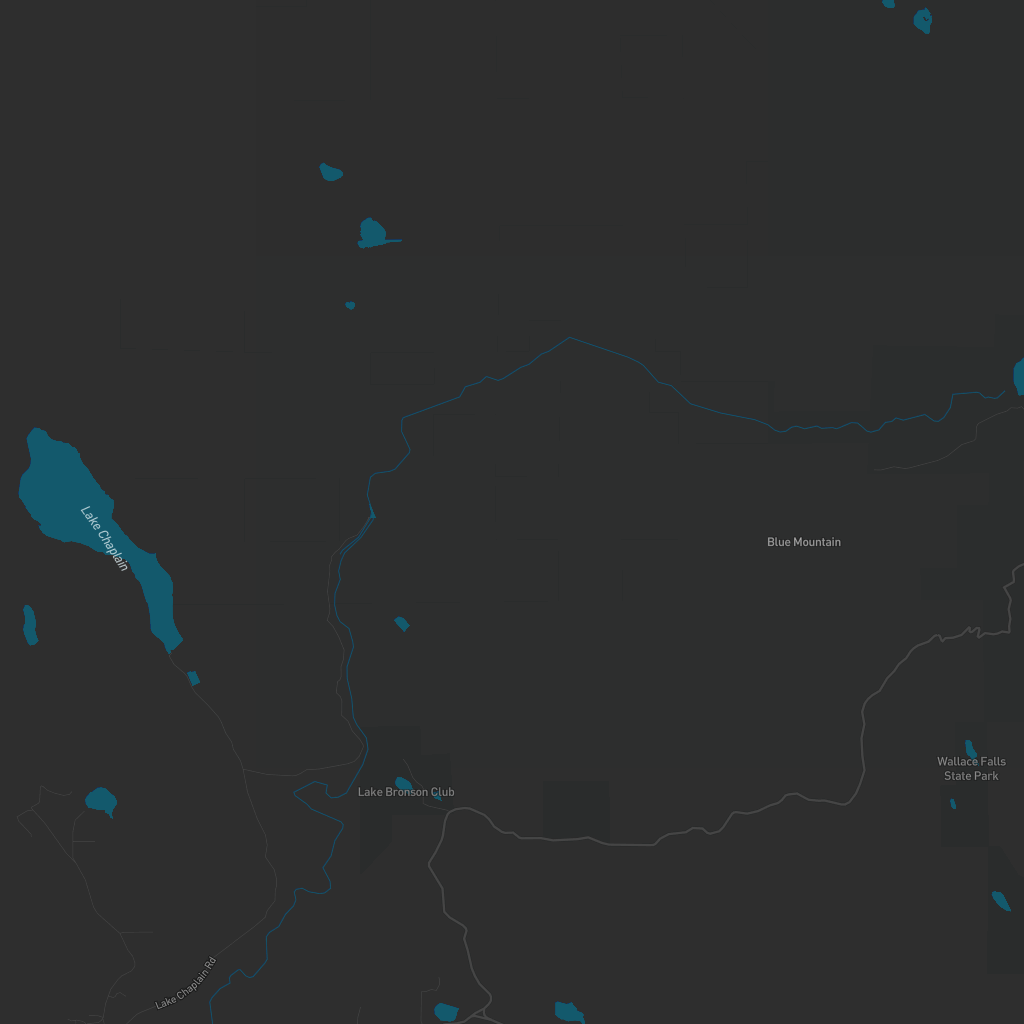 Lake Chaplain
Blue Mountain
Wallace Falls
State Park
Lake Bronson Club
Lake Chaplain Rd